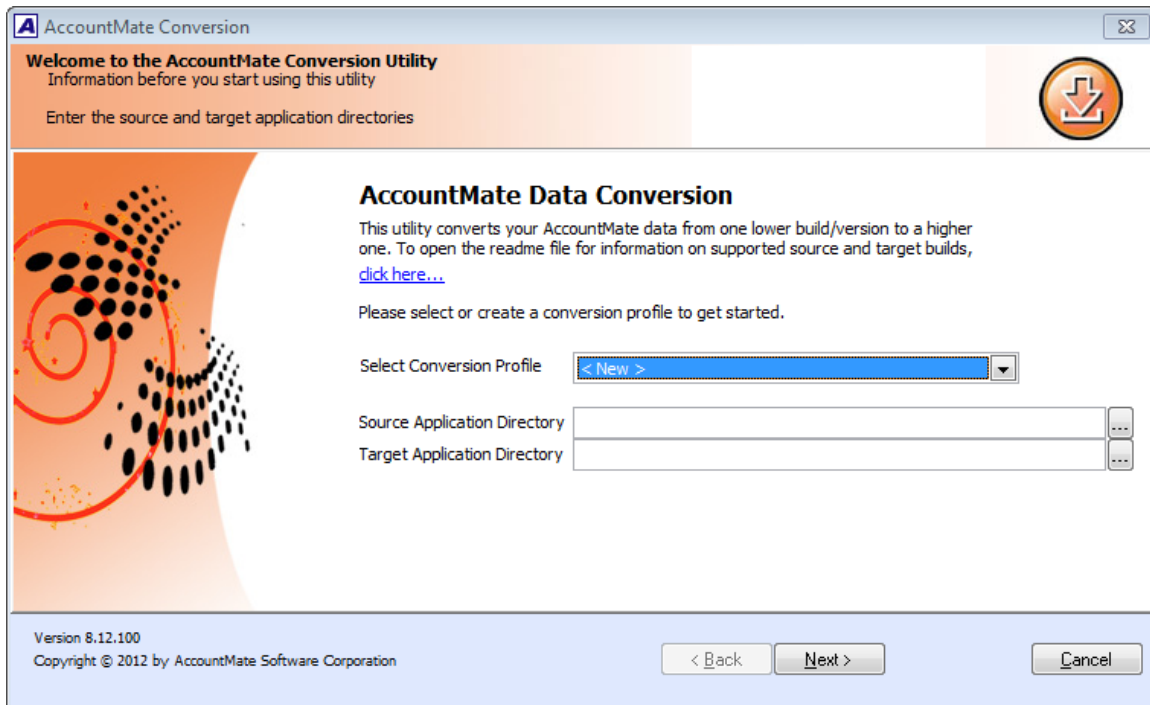 A AccountMate Conversion
Welcome to the AccountMate Conversion Utility
Information before you start using this utility
Enter the source and target application directories
AccountMate Data Conversion
This utility converts your AccountMate data from one lower build/version to a higher
one. To open the readme file for information on supported source and target builds,
click here...
Please select or create a conversion profile to get started.
Select Conversion Profile < New >
Source Application Directory ...
Target Application Directory ...
Version 8.12.100
Copyright © 2012 by AccountMate Software Corporation
< Back Next > Cancel